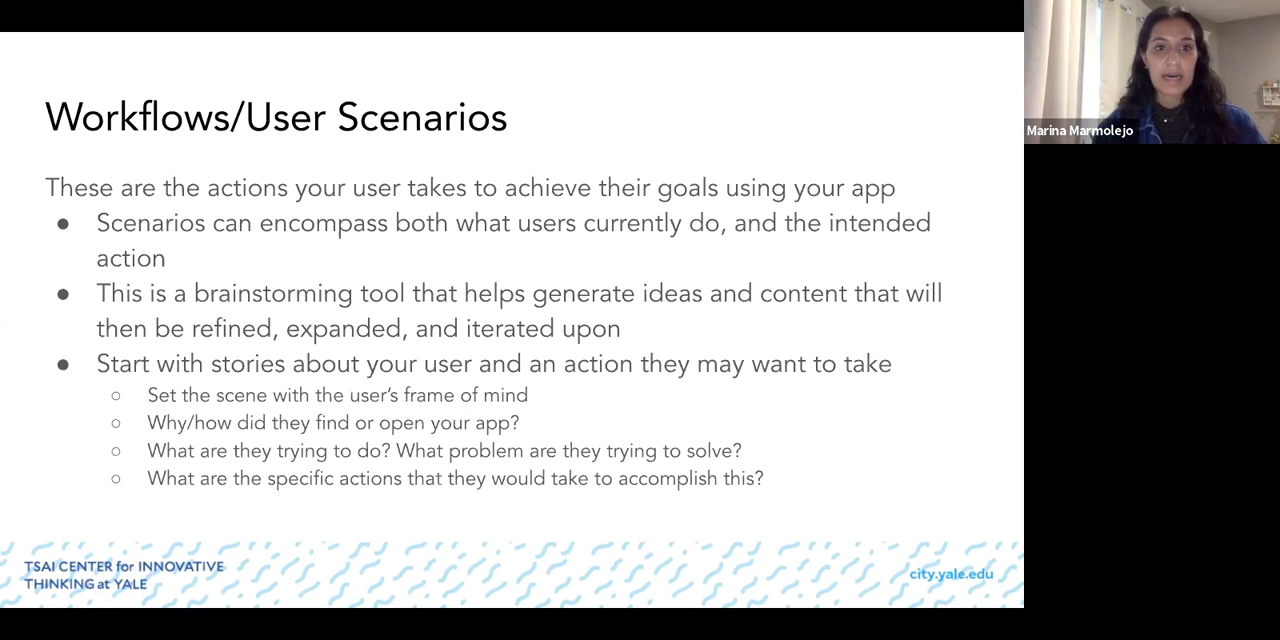 Workflows/User Scenarios
These are the actions your user takes to achieve their goals using your app
● Scenarios can encompass both what users currently do, and the intended
action
● This is a brainstorming tool that helps generate ideas and content that will
then be refined, expanded, and iterated upon
● Start with stories about your user and an action they may want to take
○ Set the scene with the user's frame of mind
○ Why/how did they find or open your app?
○ What are they trying to do? What problem are they trying to solve?
○ What are the specific actions that they would take to accomplish this?
TSAI CENTER for INNOVATIVE
THINKING at YALE
city.yale.edu
Marina Marmolejo